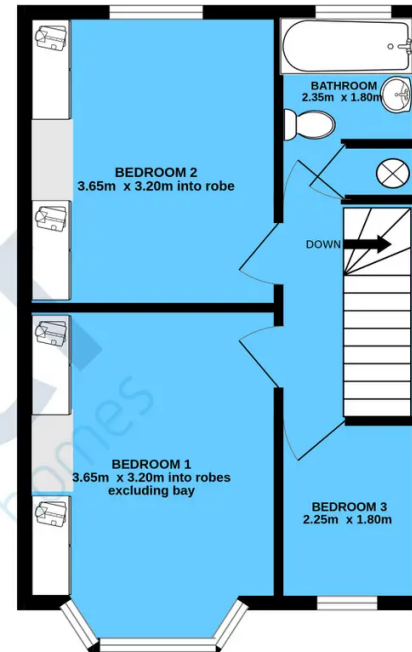 BATHROOM
2.35m x 1.80m
BEDROOM 2
3.65m x 3.20m into robe
DOWN
BEDROOM 1
3.65m x 3.20m into robes
excluding bay
BEDROOM 3
2.25m x 1.80m
homes